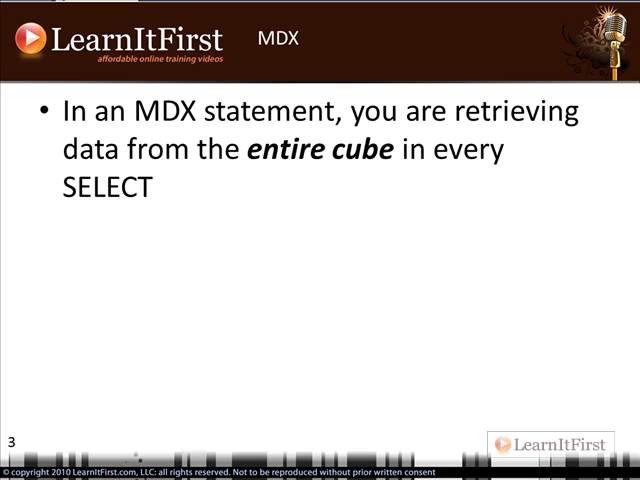 LearnItFirst
affordable online training videos
MDX
• In an MDX statement, you are retrieving
data from the entire cube in every
SELECT
3
LearnItFirst
© copyright 2010 LearnItFirst.com, LLC: all rights reserved. Not to be reproduced without prior written consent